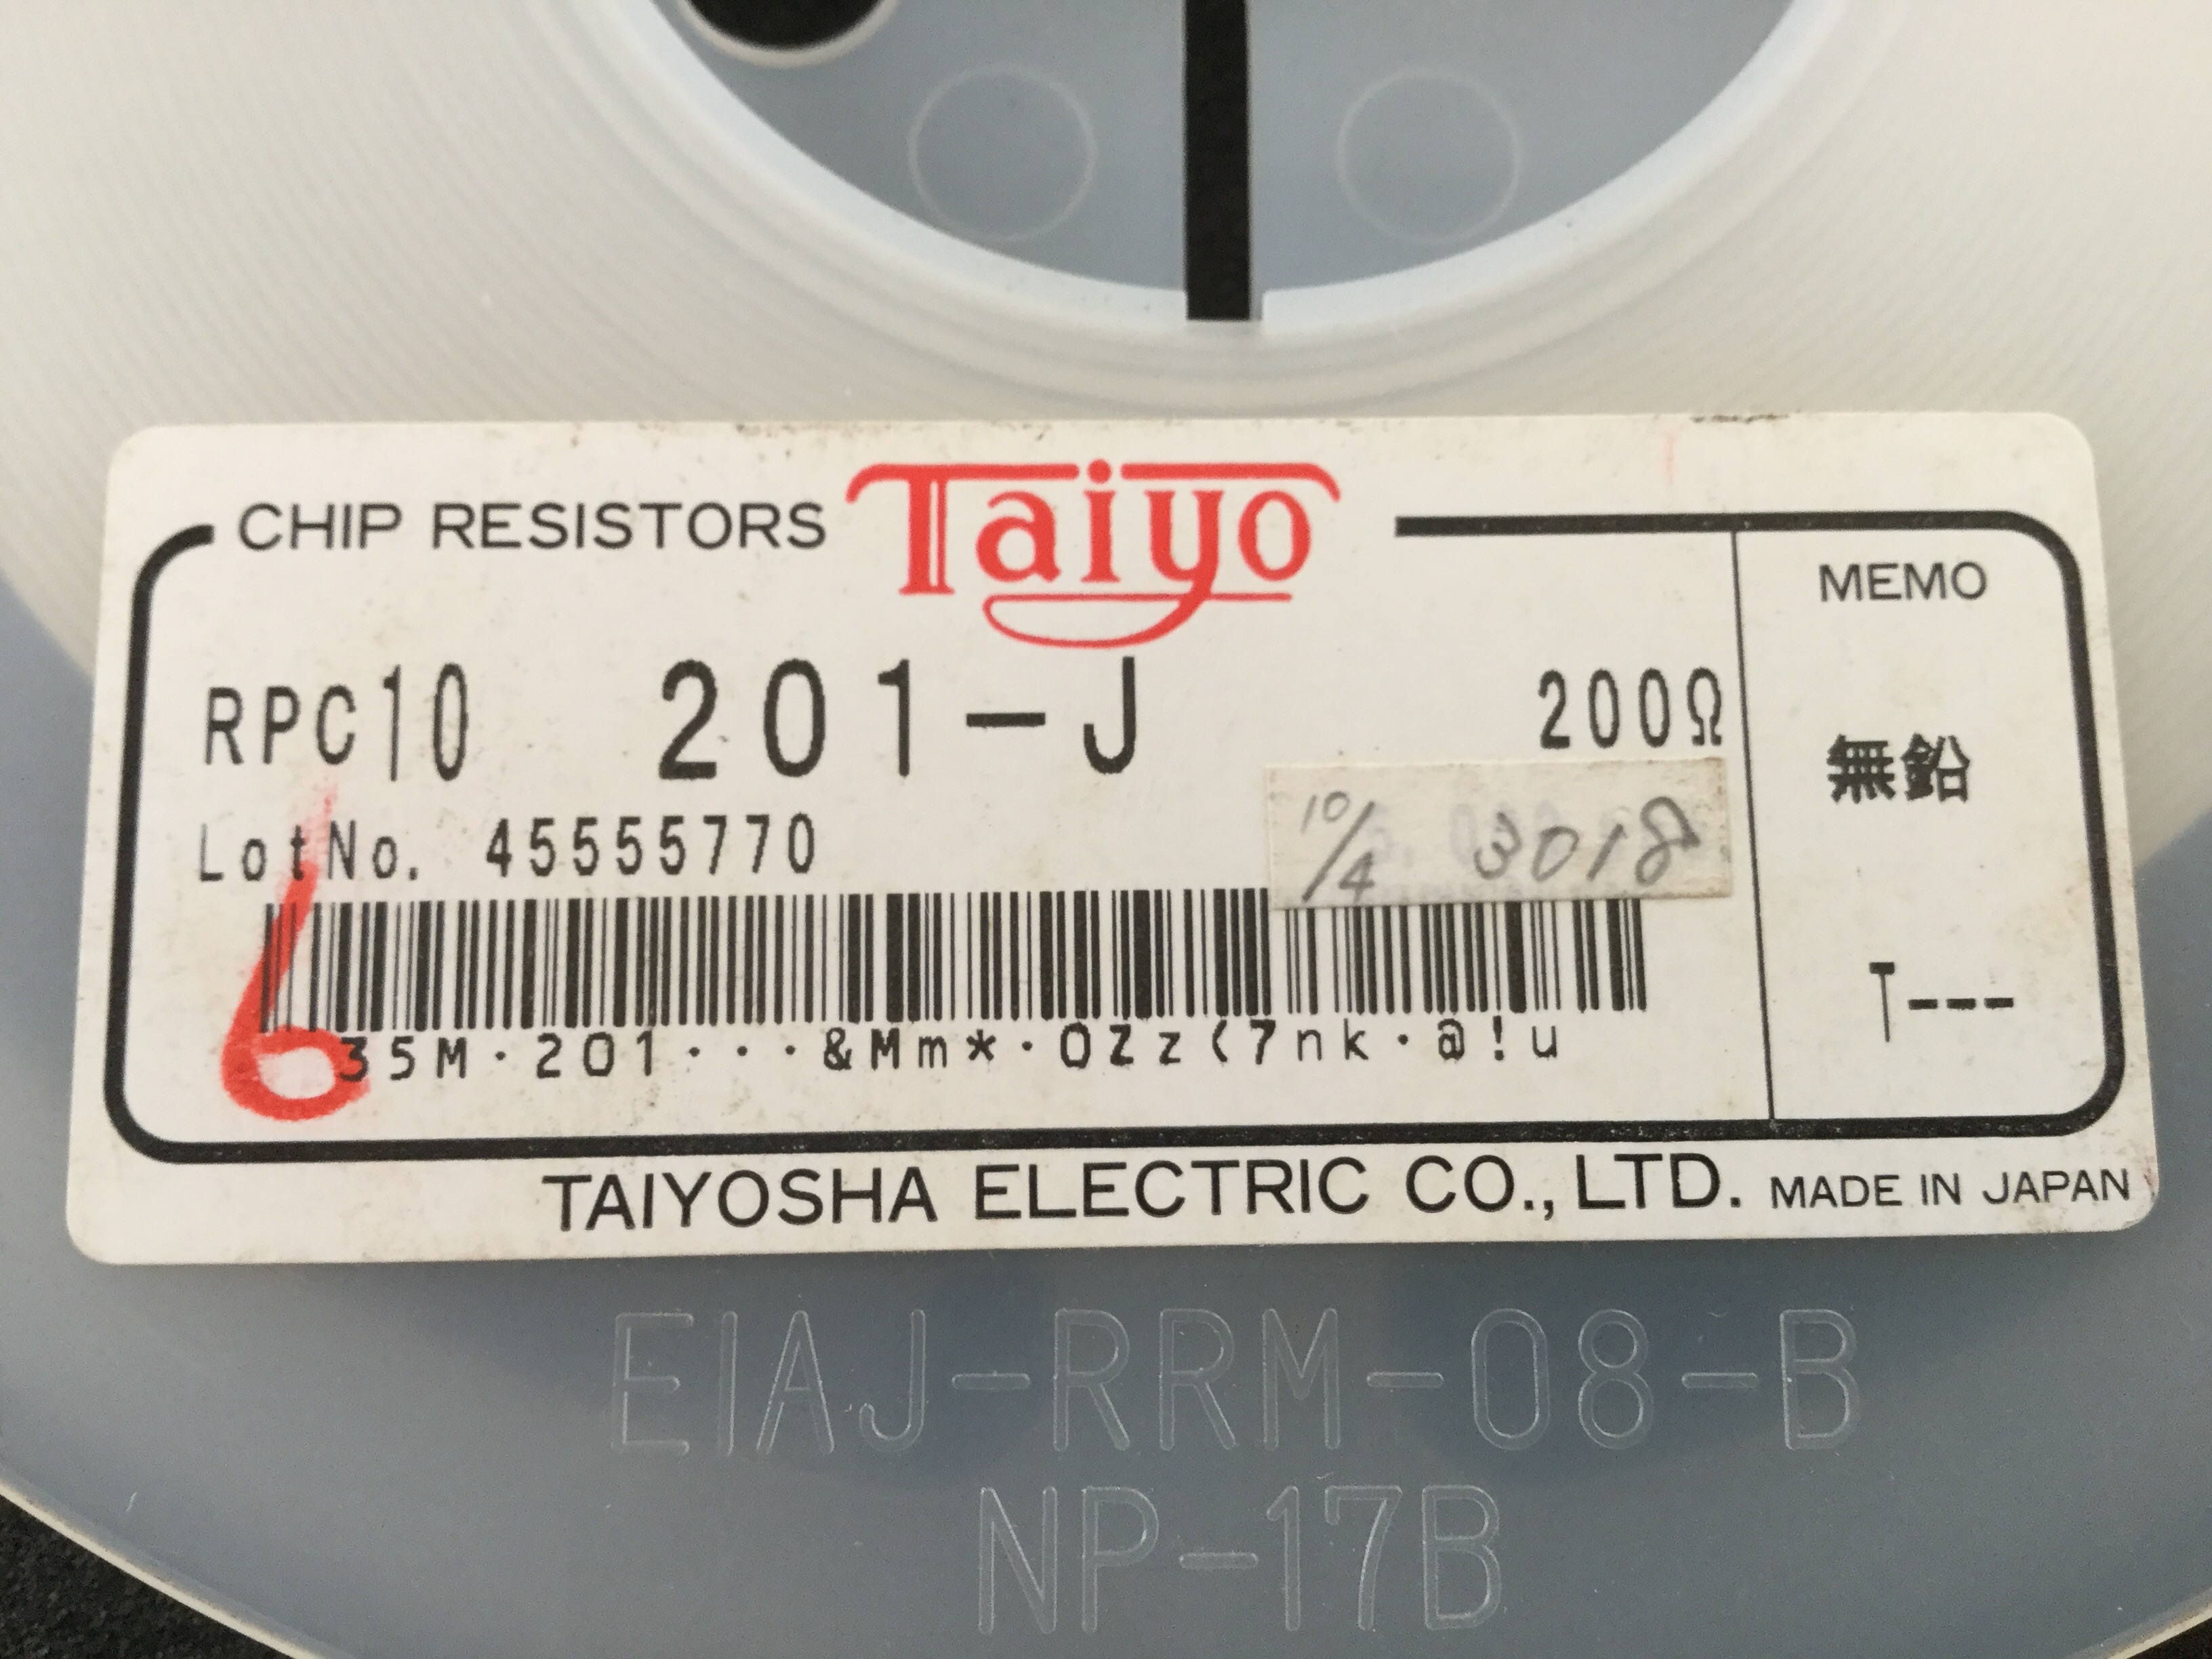 CHIP RESISTORS Taiyo
MEMO
RPC10 201-J 200Ω
無鉛
10/4 3018
Lot No. 45555770
T---
6
35M·201···&Mm*·0Zz(7nk·@!u
TAIYOSHA ELECTRIC CO., LTD. MADE IN JAPAN
EIAJ-RRM-08-B
NP-17B